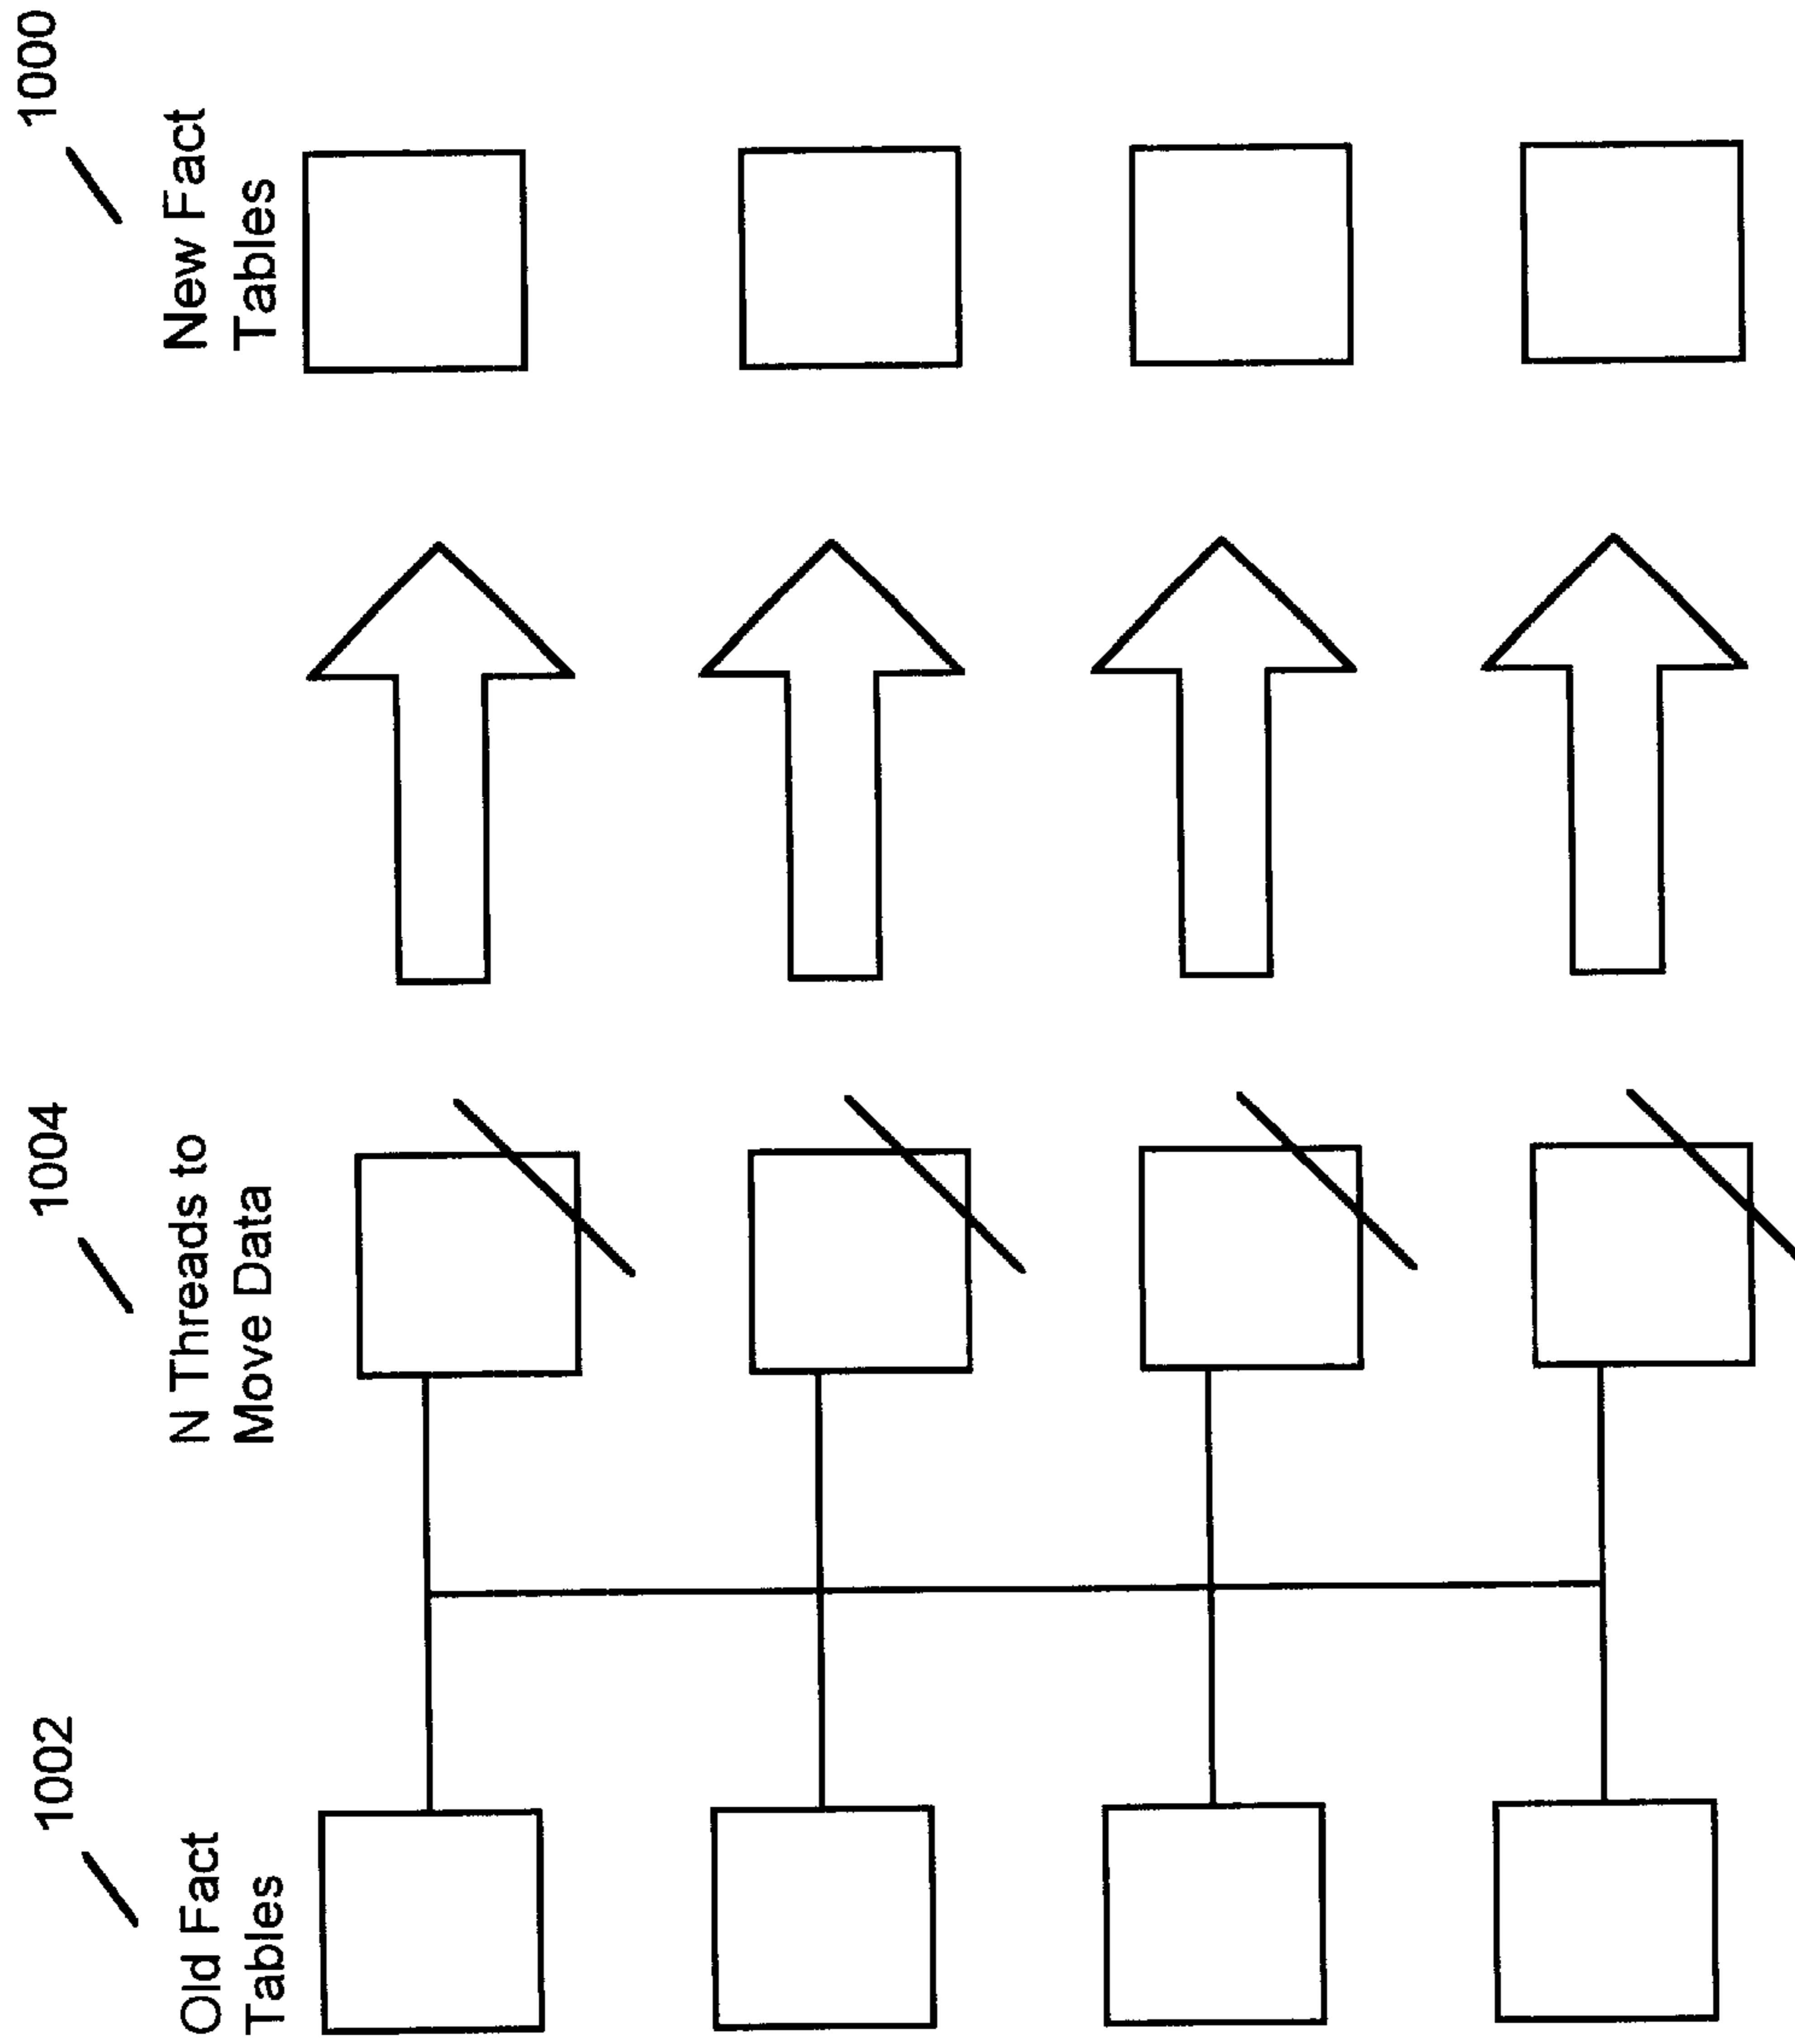 1002
Old Fact
Tables
1004
N Threads to
Move Data
1000
New Fact
Tables